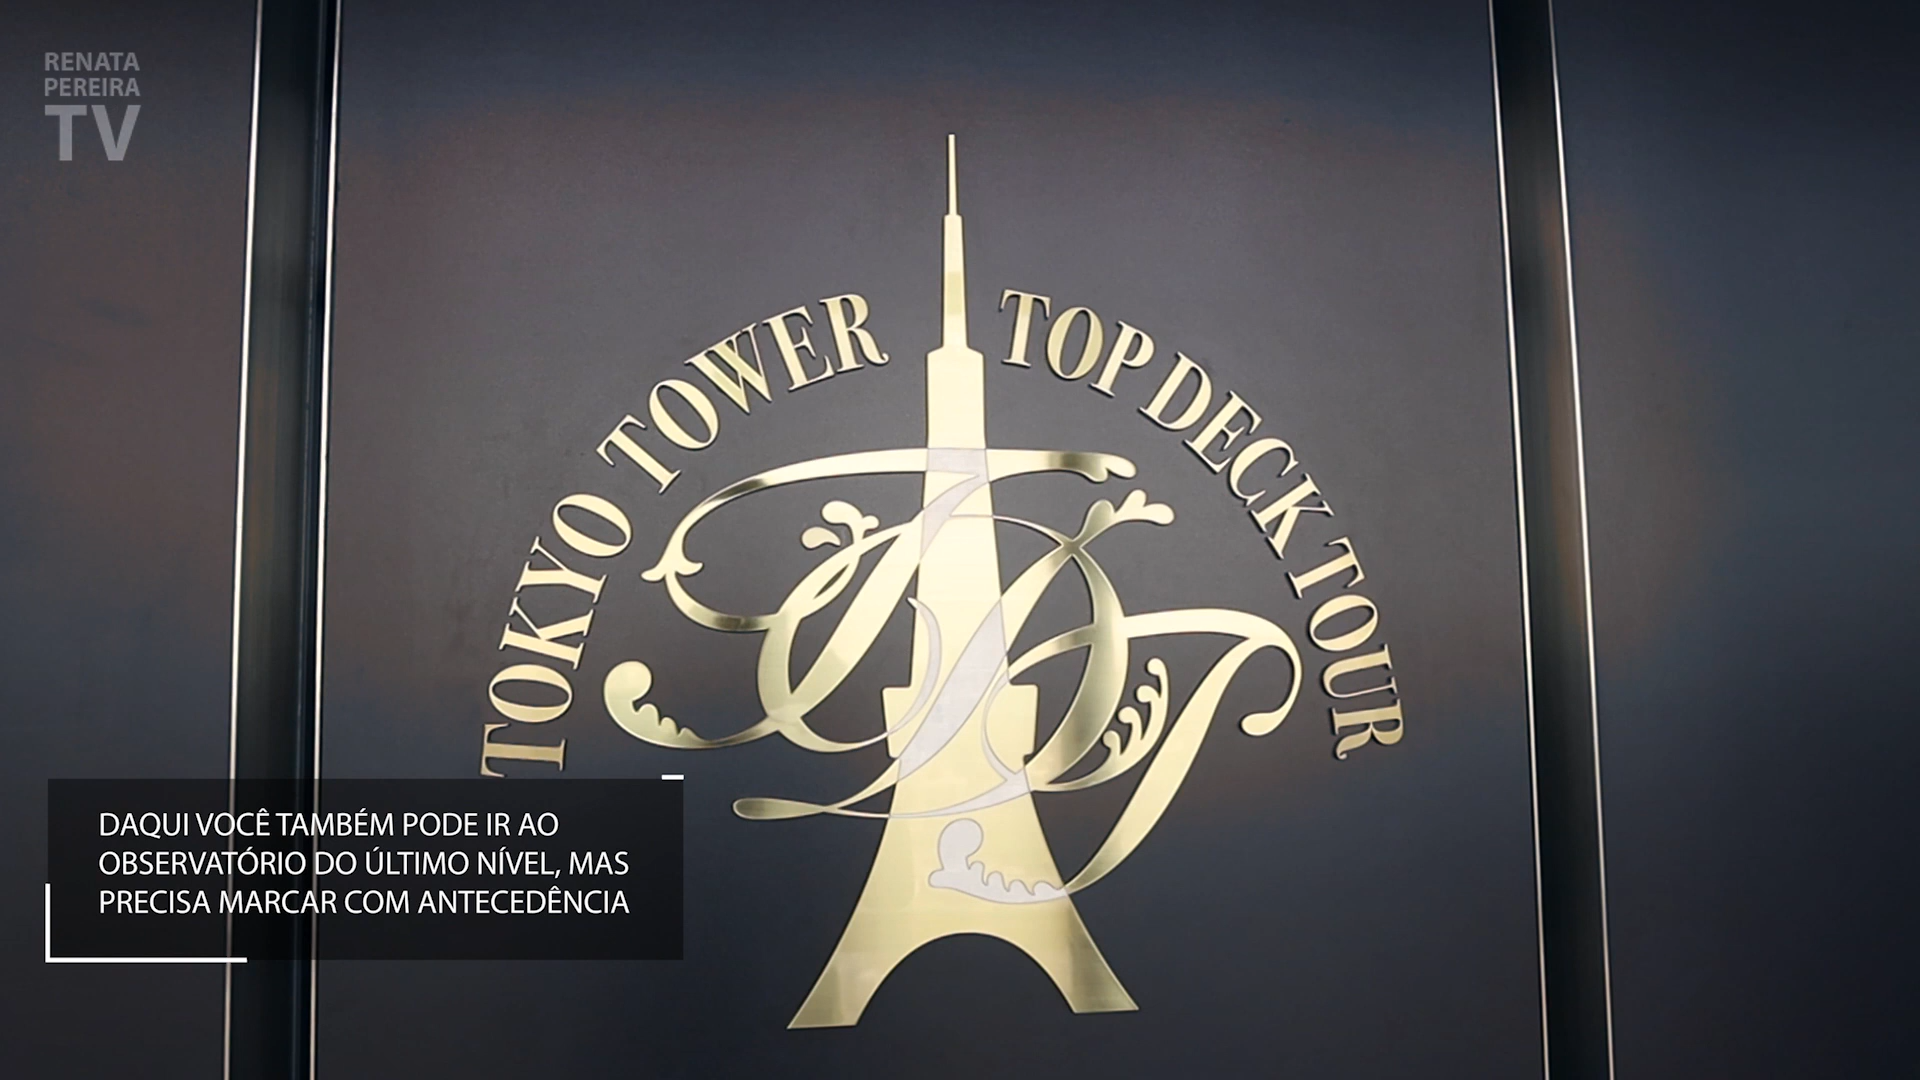 RENATA
PEREIRA
TV
TOKYO TOWER TOP DECK TOUR
DAQUI VOCÊ TAMBÉM PODE IR AO
OBSERVATÓRIO DO ÚLTIMO NÍVEL, MAS
PRECISA MARCAR COM ANTECEDÊNCIA